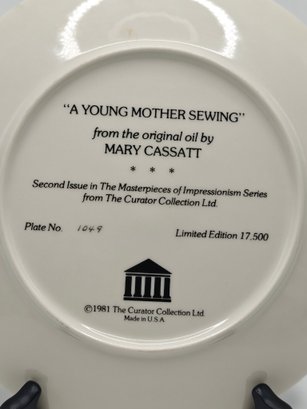 "A YOUNG MOTHER SEWING"
from the original oil by
MARY CASSATT
* * *
Second Issue in The Masterpieces of Impressionism Series
from The Curator Collection Ltd.
Plate No. 1049 Limited Edition 17,500
©1981 The Curator Collection Ltd.
Made in U.S.A.